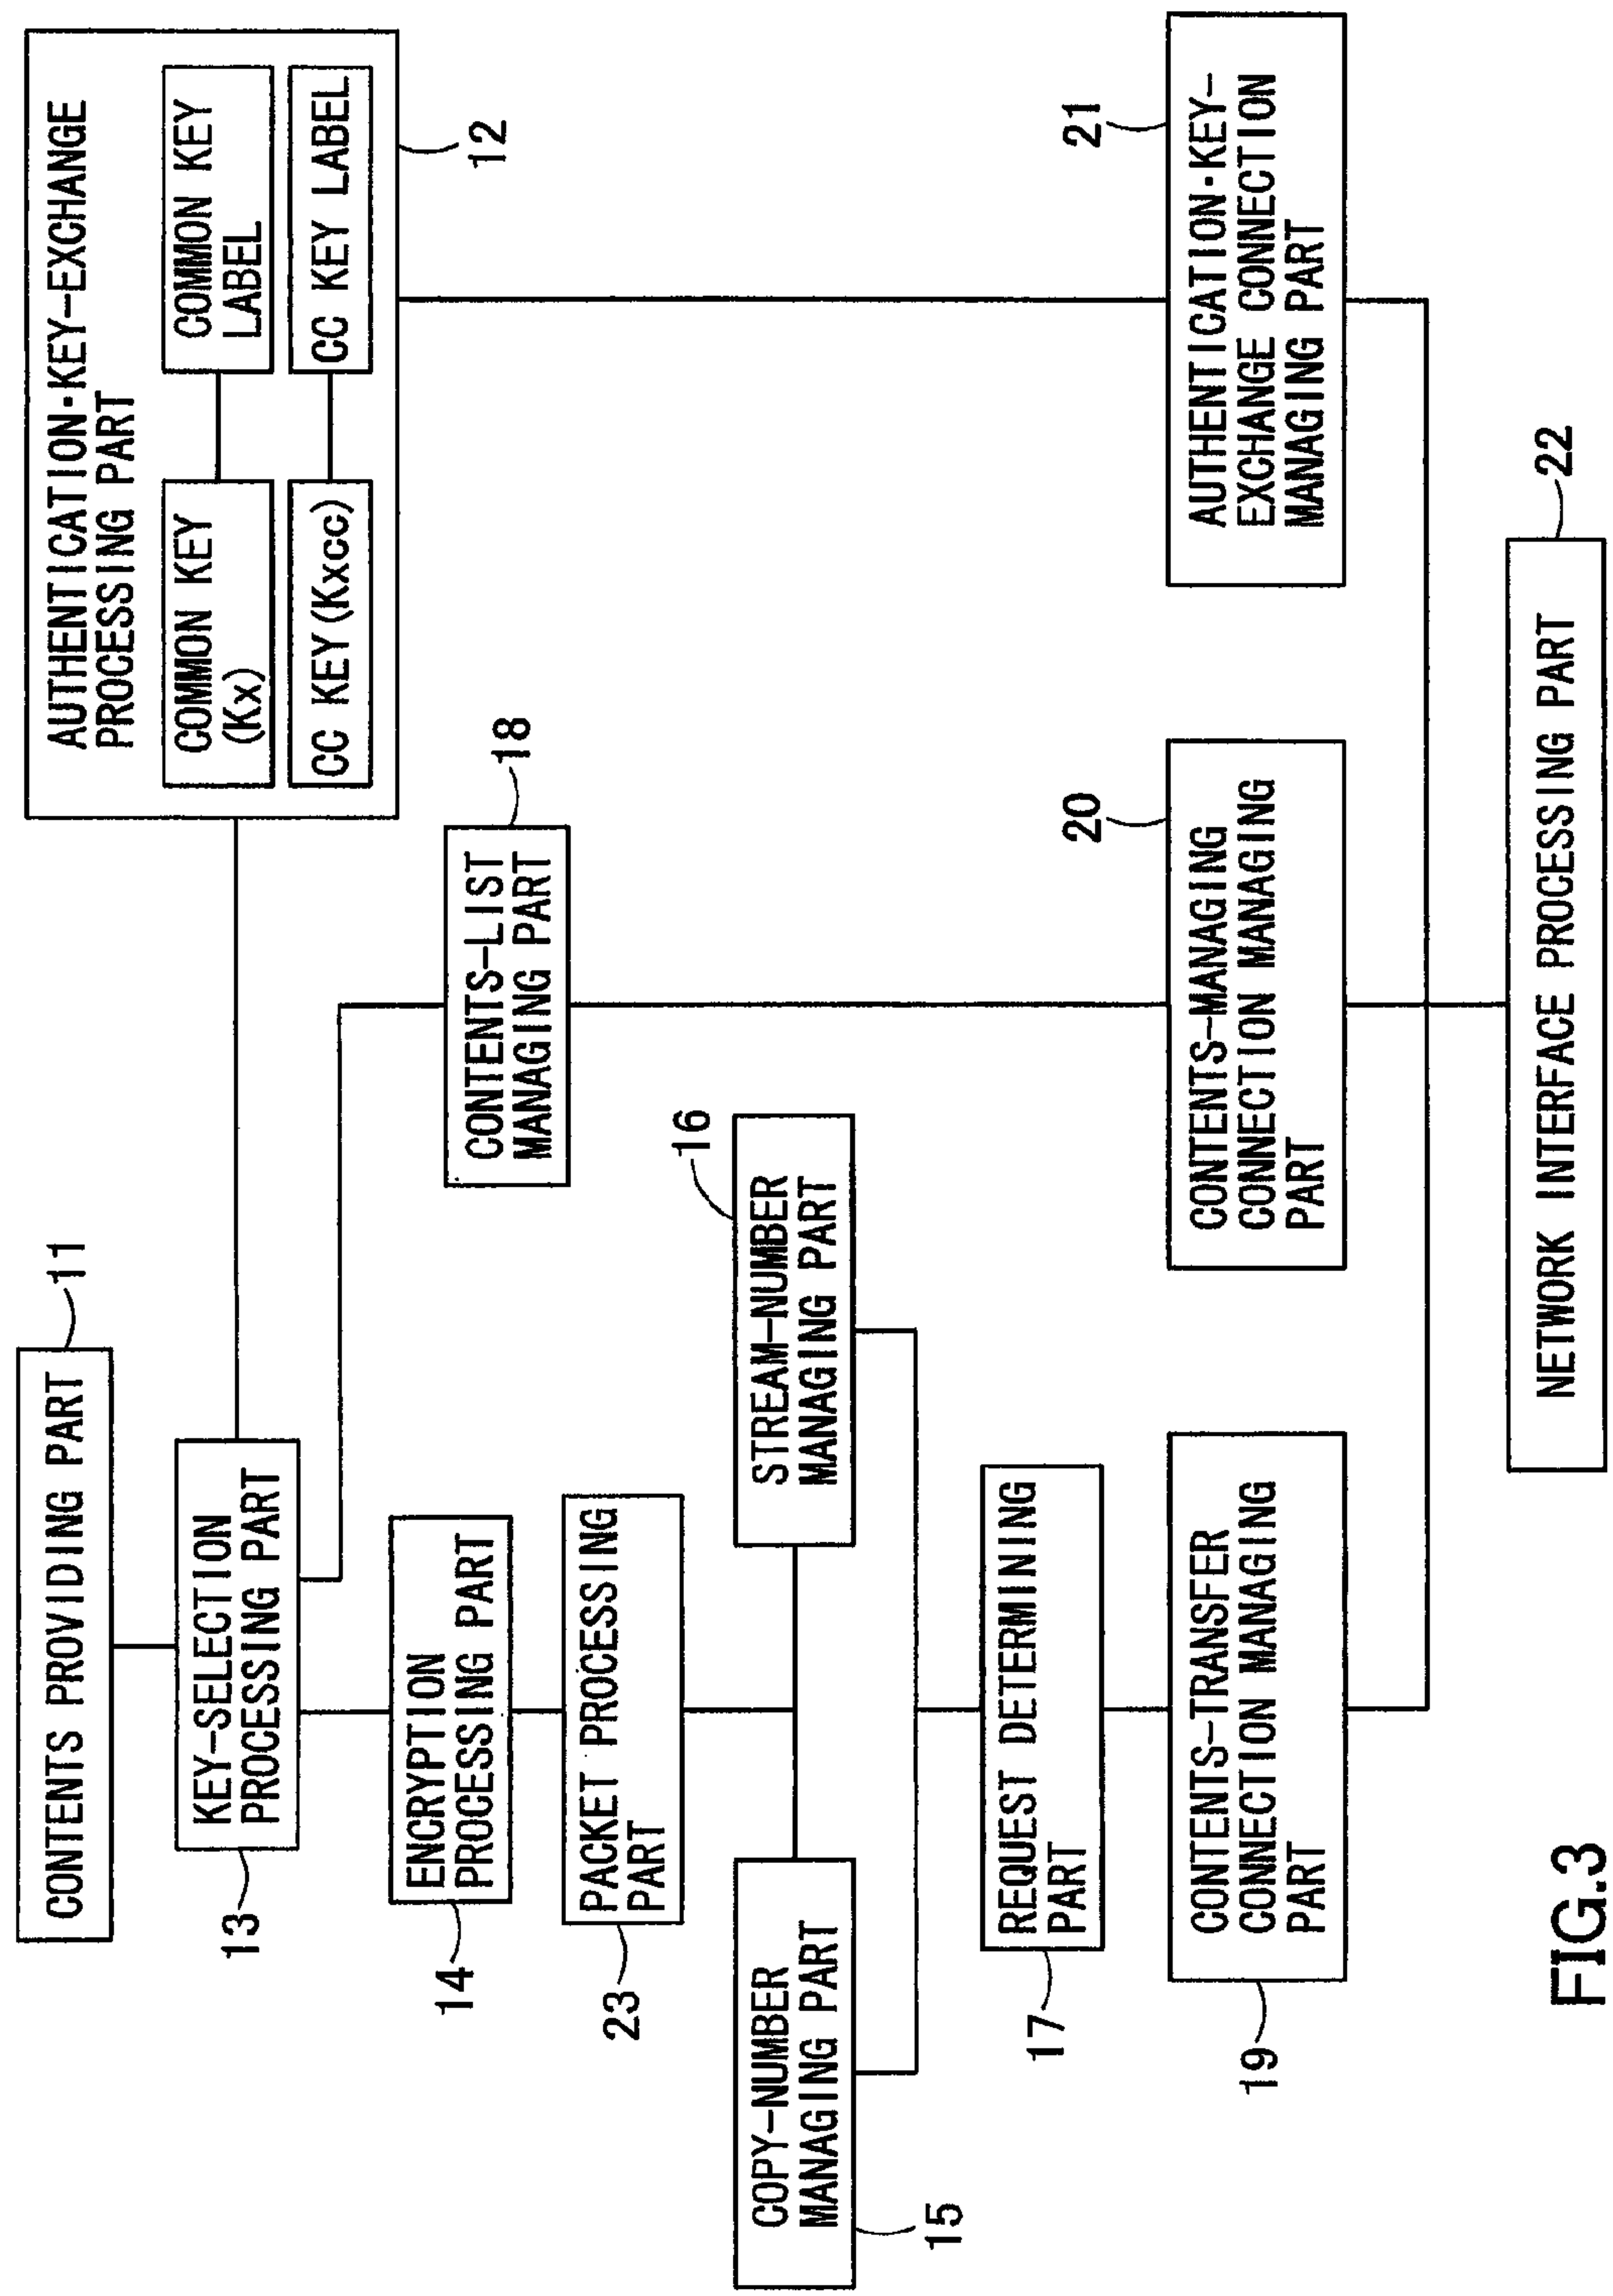 CONTENTS PROVIDING PART
11
AUTHENTICATION·KEY-EXCHANGE
PROCESSING PART
COMMON KEY
(Kx)
COMMON KEY
LABEL
CC KEY(Kxcc)
CC KEY LABEL
12
KEY-SELECTION
PROCESSING PART
13
ENCRYPTION
PROCESSING PART
14
CONTENTS-LIST
MANAGING PART
18
PACKET PROCESSING
PART
23
COPY-NUMBER
MANAGING PART
15
STREAM-NUMBER
MANAGING PART
16
REQUEST DETERMINING
PART
17
CONTENTS-TRANSFER
CONNECTION MANAGING
PART
19
CONTENTS-MANAGING
CONNECTION MANAGING
PART
20
AUTHENTICATION·KEY-
EXCHANGE CONNECTION
MANAGING PART
21
NETWORK INTERFACE PROCESSING PART
22
FIG.3